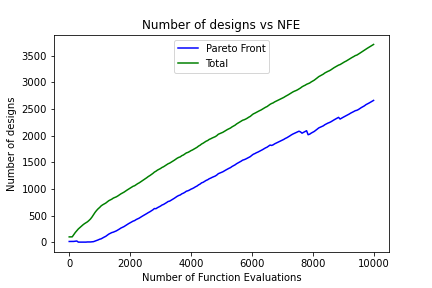 Number of designs vs NFE
Pareto Front
Total
Number of designs
3500
3000
2500
2000
1500
1000
500
0
0 2000 4000 6000 8000 10000
Number of Function Evaluations